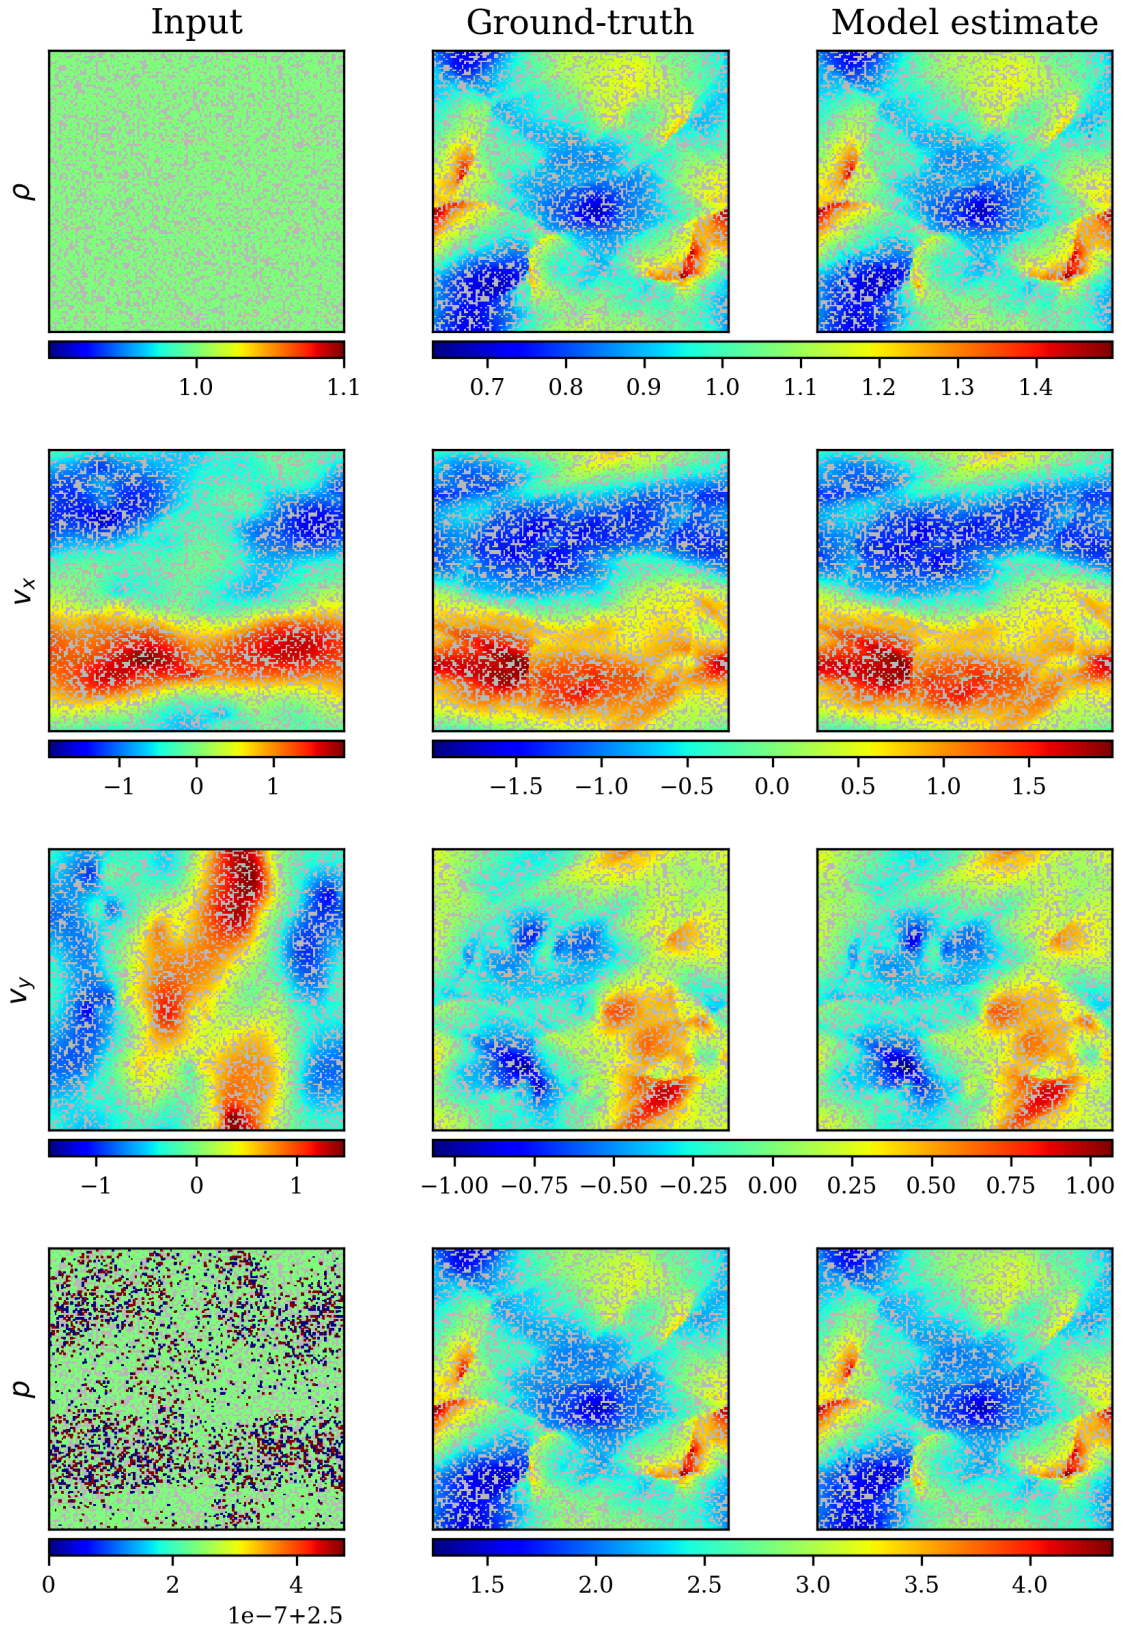 Input Ground-truth Model estimate
ρ
1.0 1.1 0.7 0.8 0.9 1.0 1.1 1.2 1.3 1.4
v_x
−1 0 1 −1.5 −1.0 −0.5 0.0 0.5 1.0 1.5
v_y
−1 0 1 −1.00 −0.75 −0.50 −0.25 0.00 0.25 0.50 0.75 1.00
p
0 2 4 1.5 2.0 2.5 3.0 3.5 4.0
1e−7+2.5